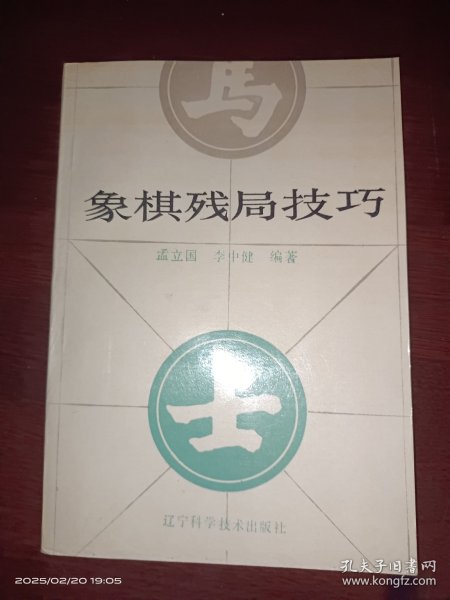 马
象棋残局技巧
孟立国 李中健 编著
士
辽宁科学技术出版社
2025/02/20 19:05
孔夫子旧书网
www.kongfz.com